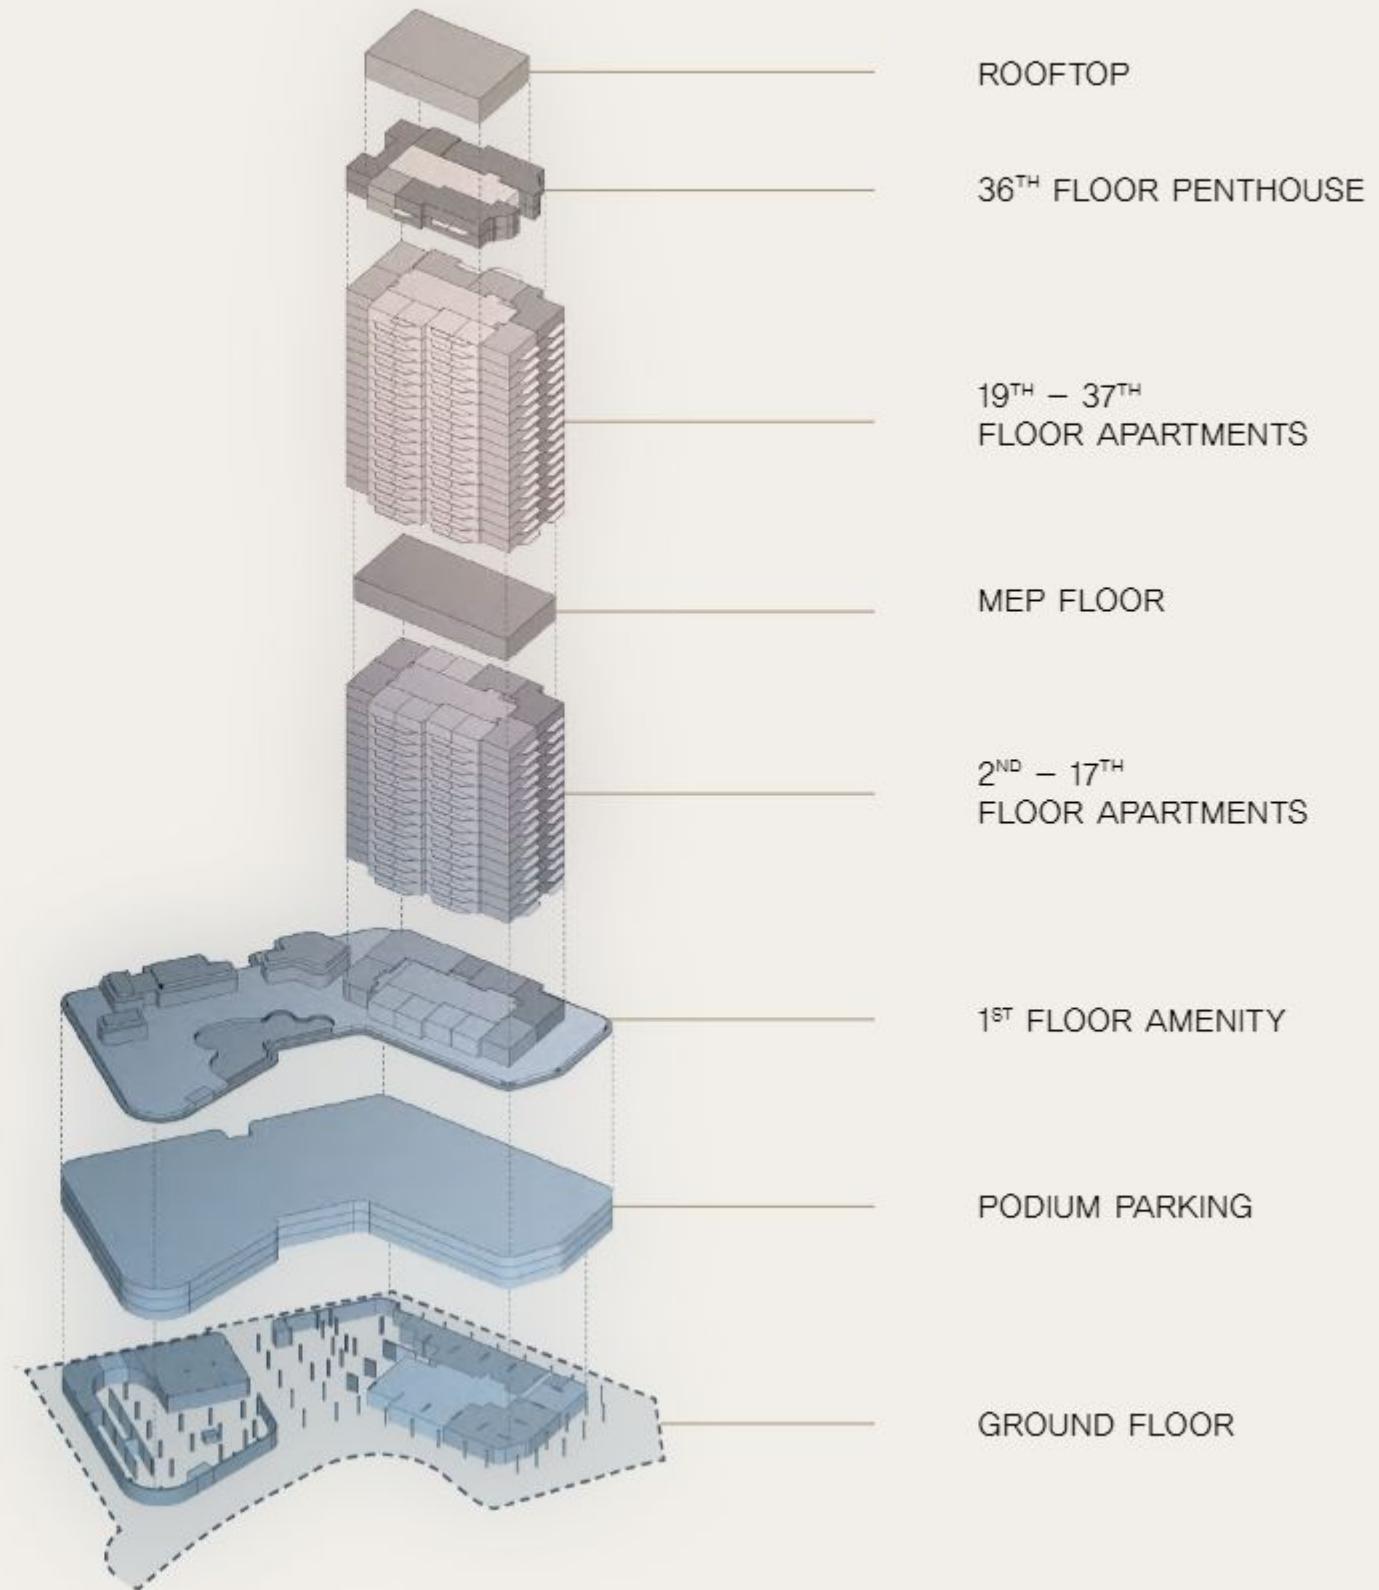 ROOFTOP
36TH FLOOR PENTHOUSE
19TH – 37TH
FLOOR APARTMENTS
MEP FLOOR
2ND – 17TH
FLOOR APARTMENTS
1ST FLOOR AMENITY
PODIUM PARKING
GROUND FLOOR